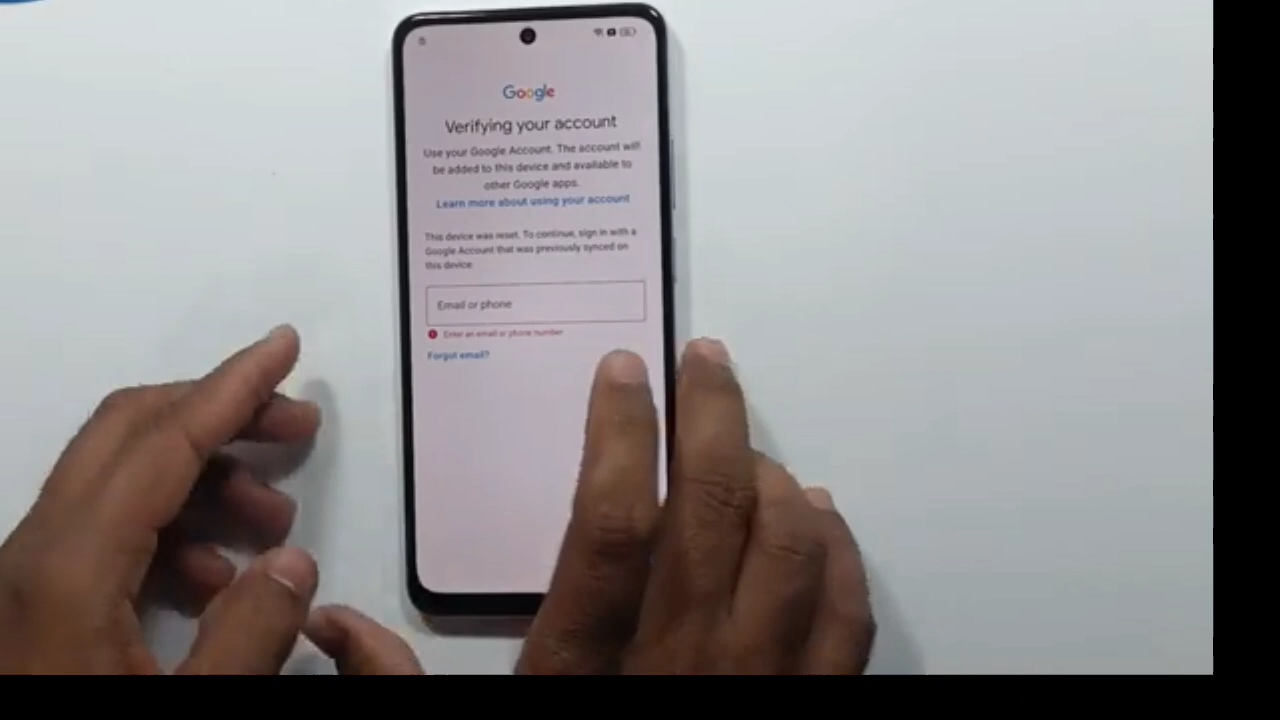 Google
Verifying your account
Use your Google Account. The account will
be added to this device and available to
other Google apps.
Learn more about using your account
This device was reset. To continue, sign in with a
Google Account that was previously synced on
this device.
Email or phone
Enter an email or phone number
Forgot email?